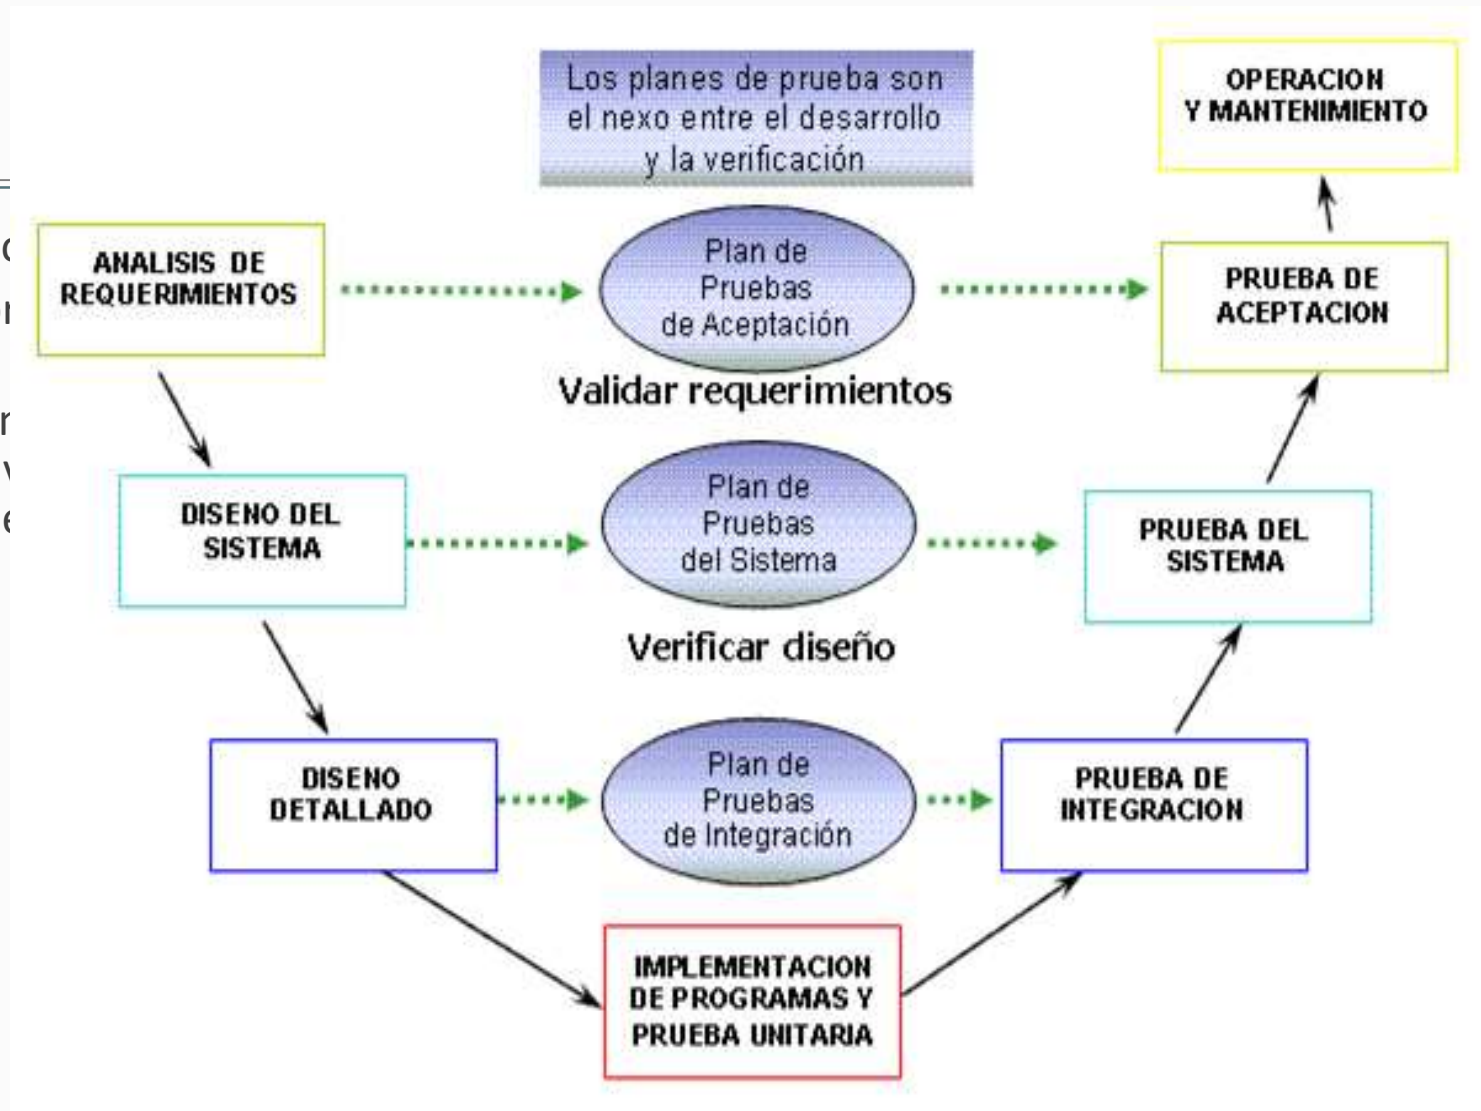 Los planes de prueba son
el nexo entre el desarrollo
y la verificación
OPERACION
Y MANTENIMIENTO
ANALISIS DE
REQUERIMIENTOS
Plan de
Pruebas
de Aceptación
PRUEBA DE
ACEPTACION
Validar requerimientos
DISENO DEL
SISTEMA
Plan de
Pruebas
del Sistema
PRUEBA DEL
SISTEMA
Verificar diseño
DISENO
DETALLADO
Plan de
Pruebas
de Integración
PRUEBA DE
INTEGRACION
IMPLEMENTACION
DE PROGRAMAS Y
PRUEBA UNITARIA